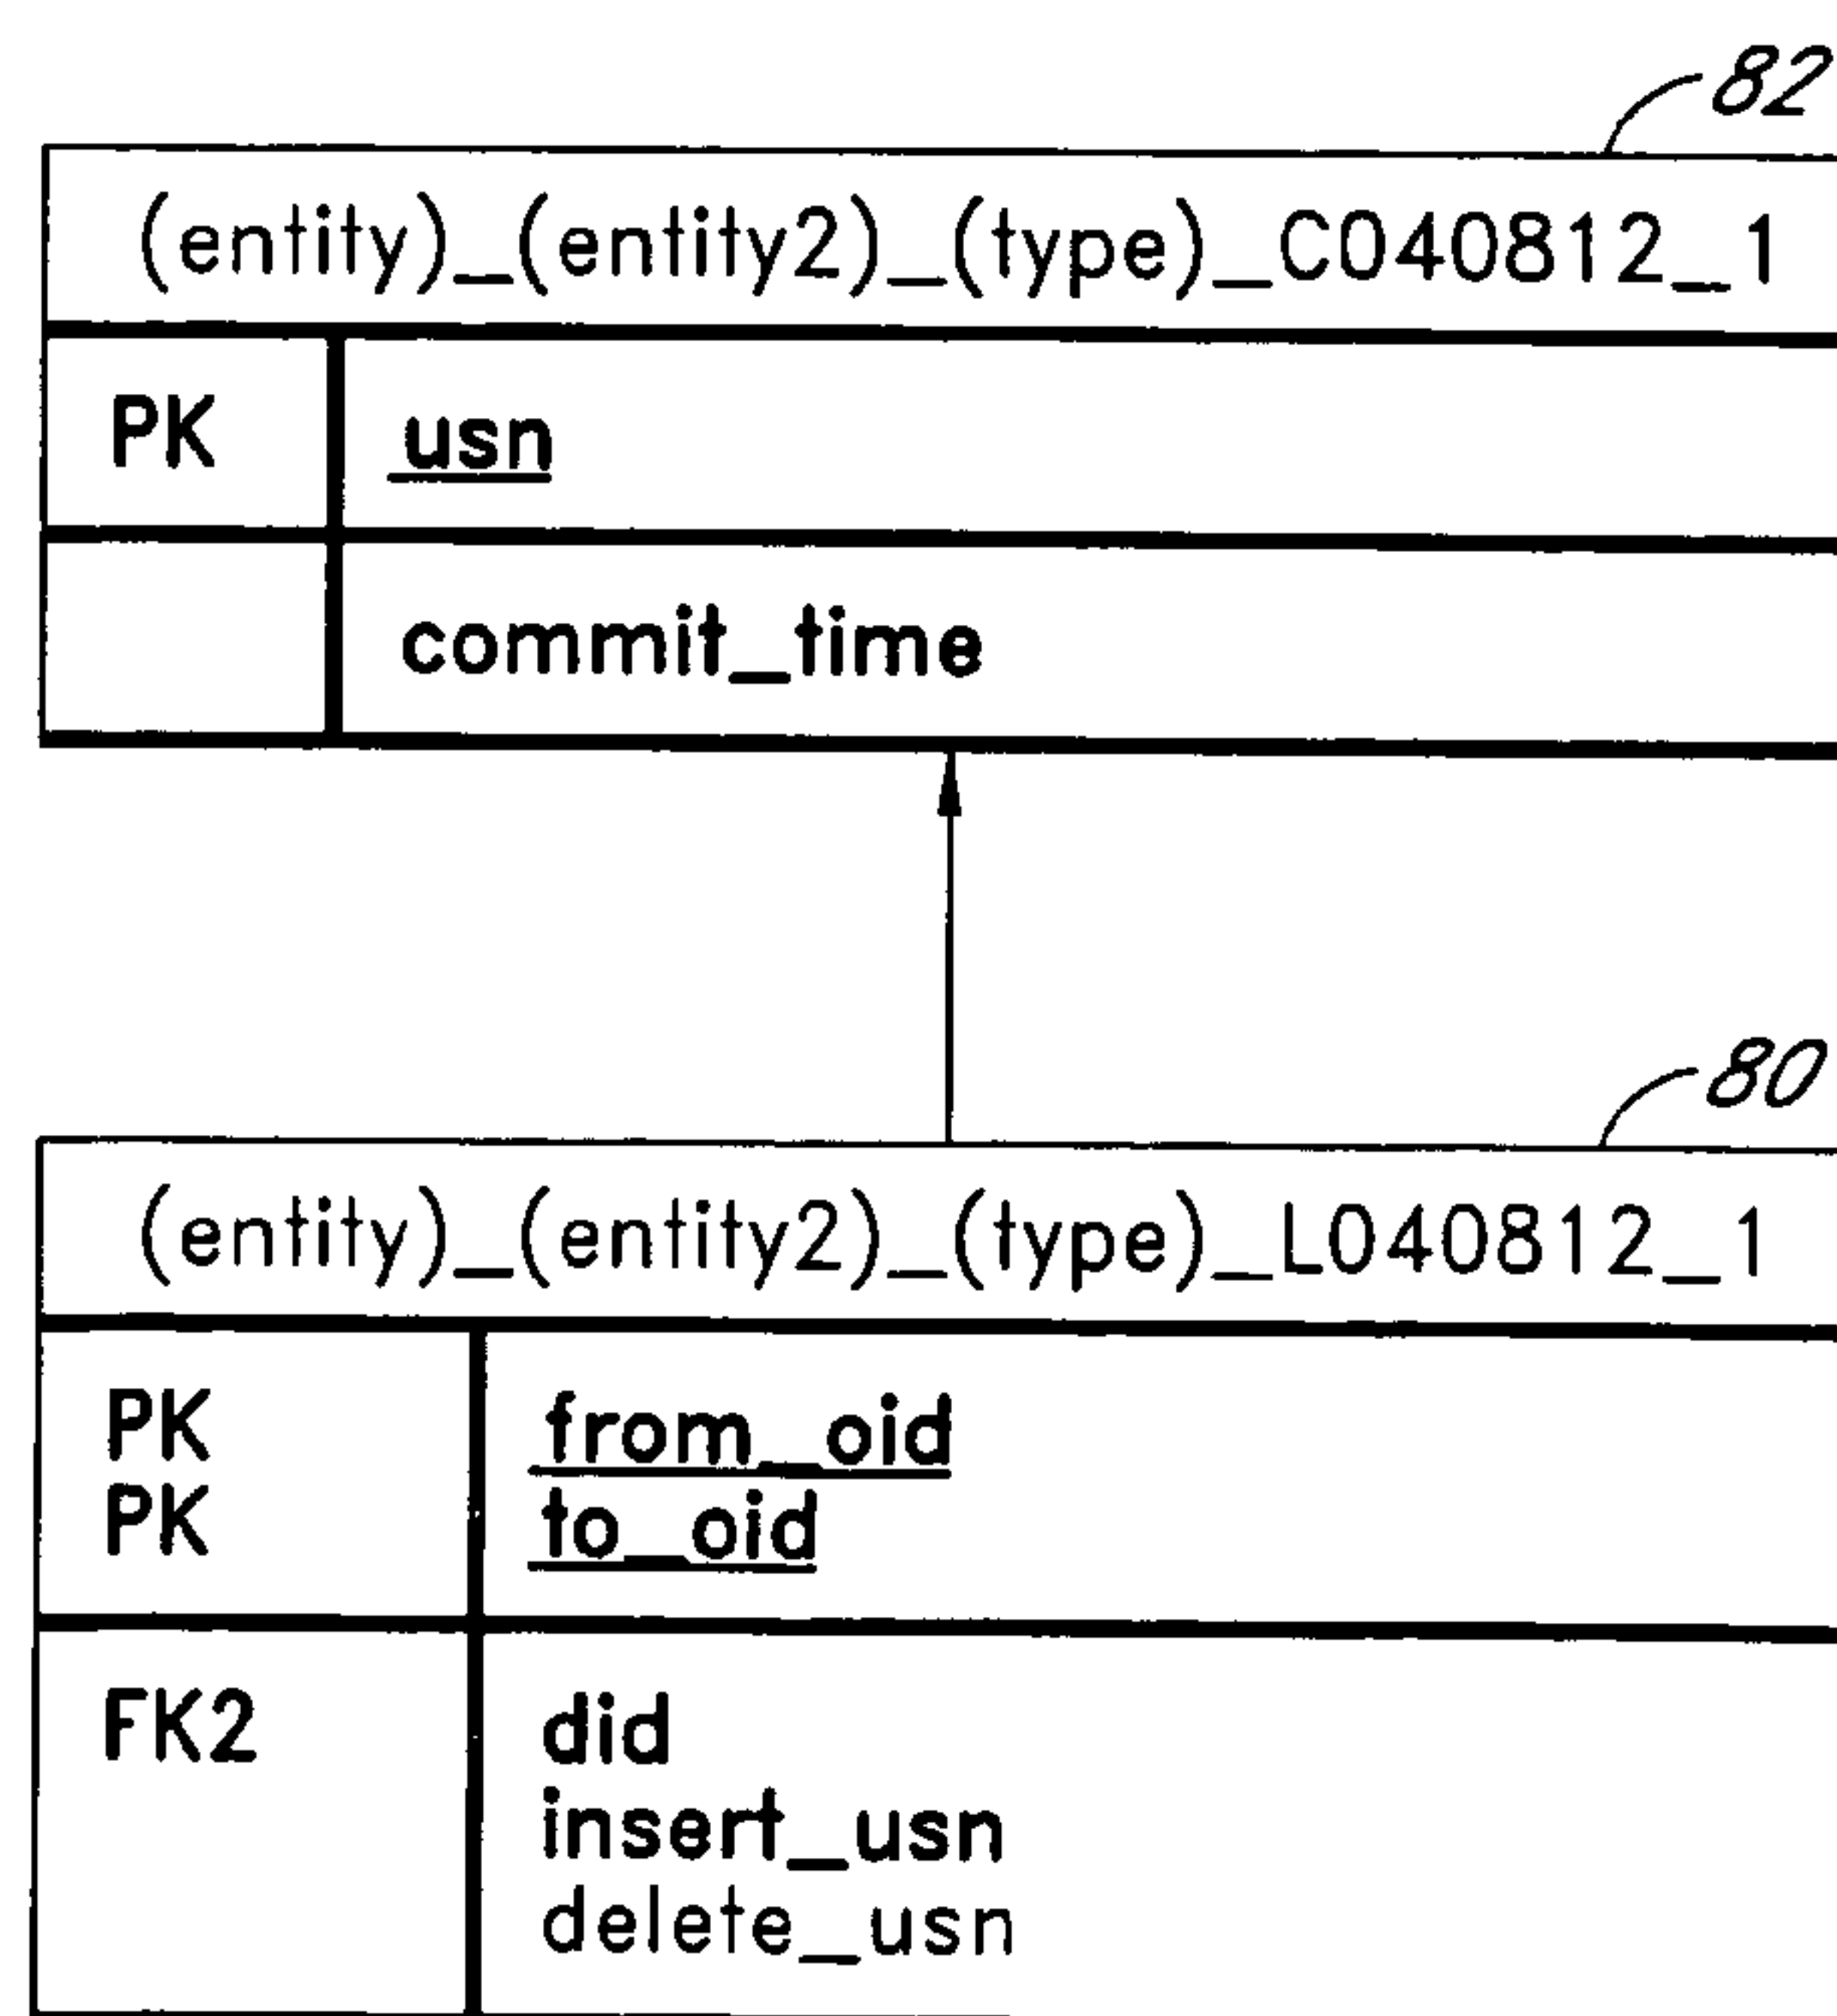 82
(entity)_(entity2)_(type)_C040812_1
PK usn
commit_time
80
(entity)_(entity2)_(type)_L040812_1
PK from_oid
PK to_oid
FK2 did
insert_usn
delete_usn